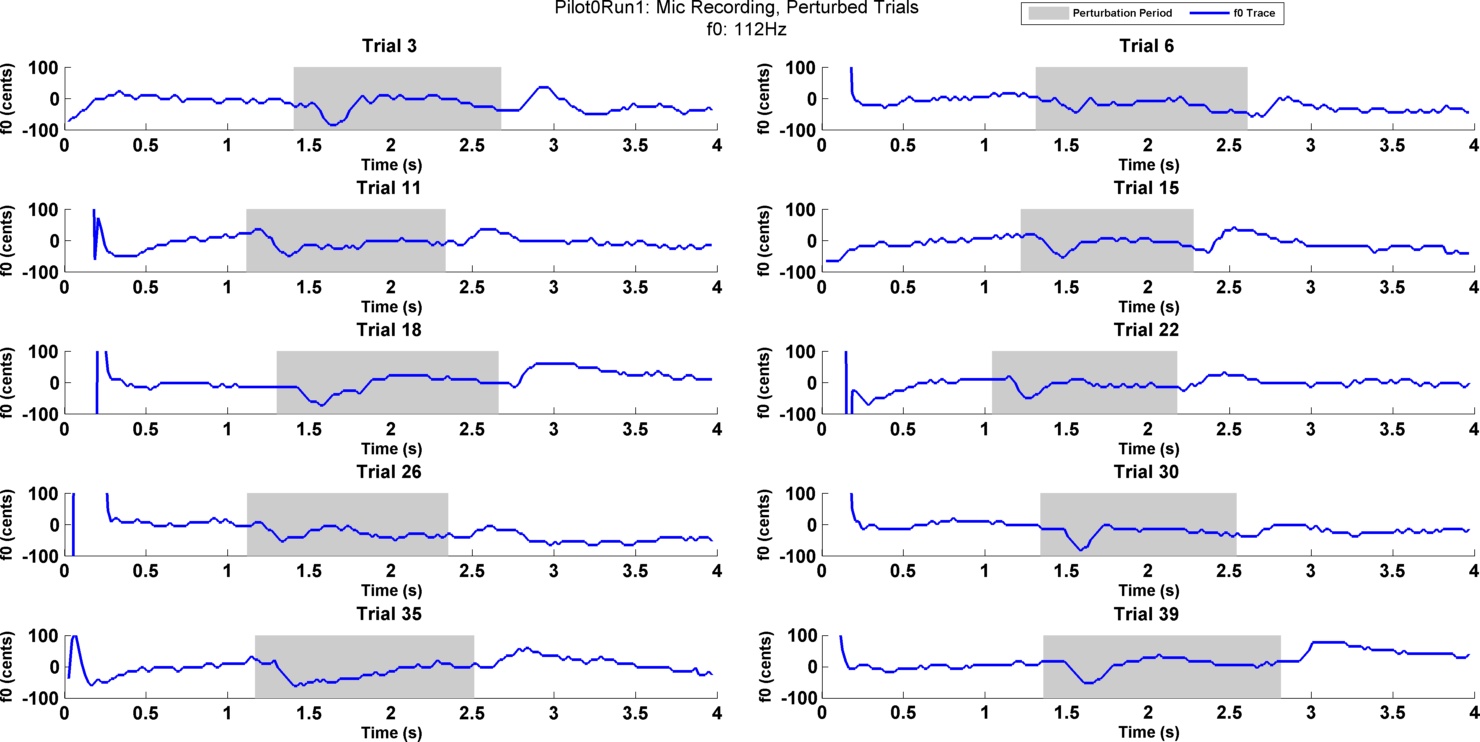 Pilot0Run1: Mic Recording, Perturbed Trials
f0: 112Hz
Perturbation Period f0 Trace
Trial 3
100
0
-100
f0 (cents)
0 0.5 1 1.5 2 2.5 3 3.5 4
Time (s)
Trial 6
100
0
-100
f0 (cents)
0 0.5 1 1.5 2 2.5 3 3.5 4
Time (s)
Trial 11
100
0
-100
f0 (cents)
0 0.5 1 1.5 2 2.5 3 3.5 4
Time (s)
Trial 15
100
0
-100
f0 (cents)
0 0.5 1 1.5 2 2.5 3 3.5 4
Time (s)
Trial 18
100
0
-100
f0 (cents)
0 0.5 1 1.5 2 2.5 3 3.5 4
Time (s)
Trial 22
100
0
-100
f0 (cents)
0 0.5 1 1.5 2 2.5 3 3.5 4
Time (s)
Trial 26
100
0
-100
f0 (cents)
0 0.5 1 1.5 2 2.5 3 3.5 4
Time (s)
Trial 30
100
0
-100
f0 (cents)
0 0.5 1 1.5 2 2.5 3 3.5 4
Time (s)
Trial 35
100
0
-100
f0 (cents)
0 0.5 1 1.5 2 2.5 3 3.5 4
Time (s)
Trial 39
100
0
-100
f0 (cents)
0 0.5 1 1.5 2 2.5 3 3.5 4
Time (s)